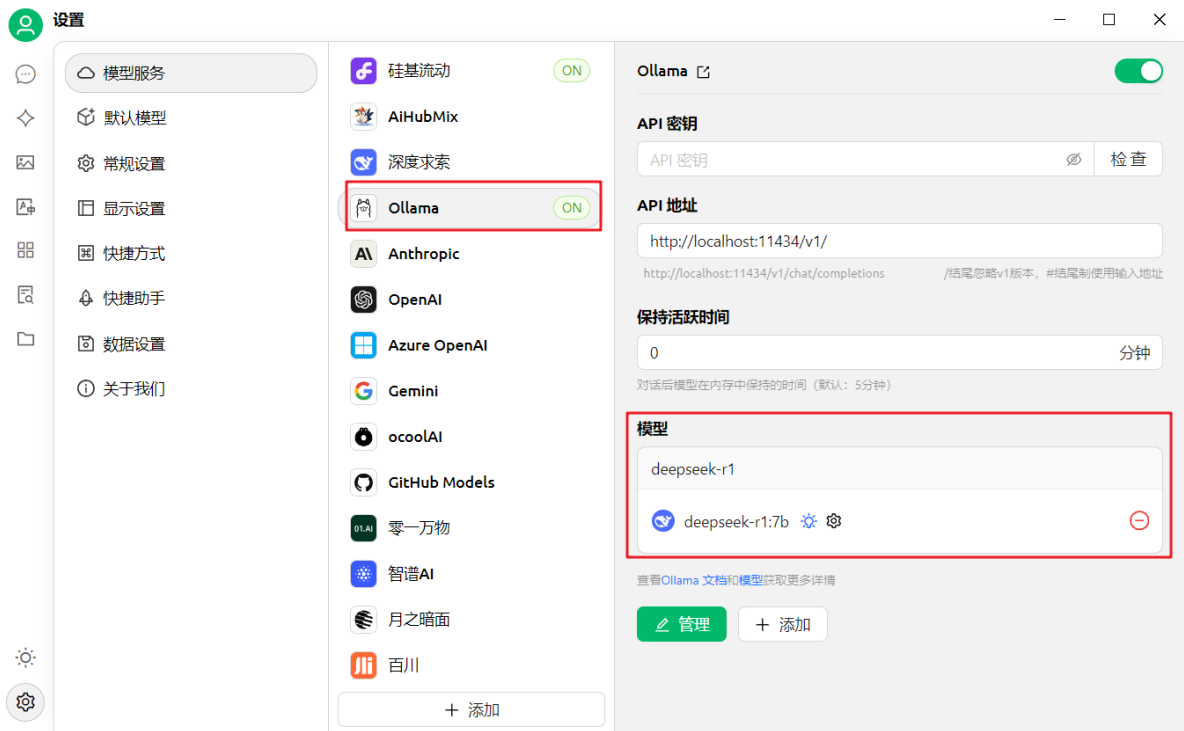 设置
模型服务
默认模型
常规设置
显示设置
快捷方式
快捷助手
数据设置
关于我们
硅基流动 ON
AiHubMix
深度求索
Ollama ON
Anthropic
OpenAI
Azure OpenAI
Gemini
ocoolAI
GitHub Models
01.AI 零一万物
智谱AI
月之暗面
百川
添加
Ollama
API 密钥
API 密钥 检查
API 地址
http://localhost:11434/v1/
http://localhost:11434/v1/chat/completions /结尾忽略v1版本，#结尾制使用输入地址
保持活跃时间
0 分钟
对话后模型在内存中保持的时间（默认：5分钟）
模型
deepseek-r1
deepseek-r1:7b
查看Ollama 文档和模型获取更多详情
管理 添加